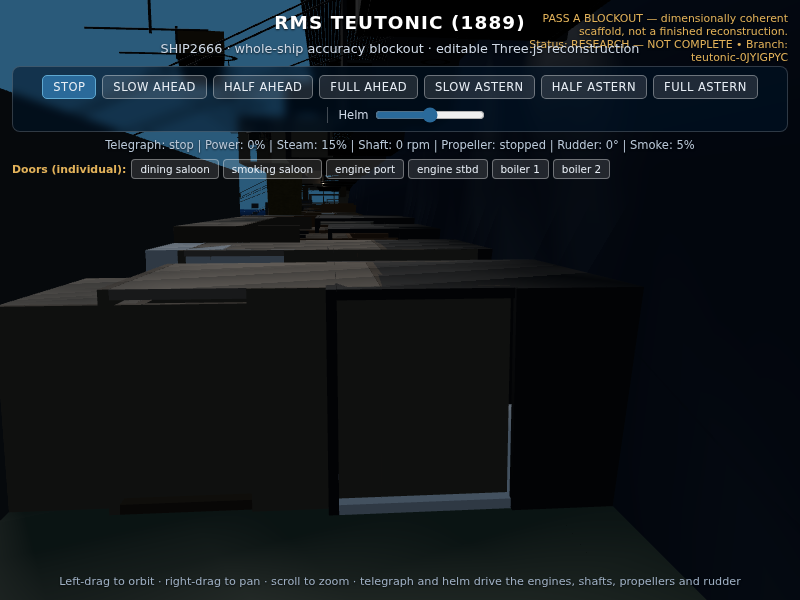 RMS TEUTONIC (1889)
PASS A BLOCKOUT — dimensionally coherent
scaffold, not a finished reconstruction.
Status: RESEARCH — NOT COMPLETE • Branch:
teutonic-0JYIGPYC
SHIP2666 · whole-ship accuracy blockout · editable Three.js reconstruction
STOP SLOW AHEAD HALF AHEAD FULL AHEAD SLOW ASTERN HALF ASTERN FULL ASTERN
Helm
Telegraph: stop | Power: 0% | Steam: 15% | Shaft: 0 rpm | Propeller: stopped | Rudder: 0° | Smoke: 5%
Doors (individual): dining saloon smoking saloon engine port engine stbd boiler 1 boiler 2
Left-drag to orbit · right-drag to pan · scroll to zoom · telegraph and helm drive the engines, shafts, propellers and rudder